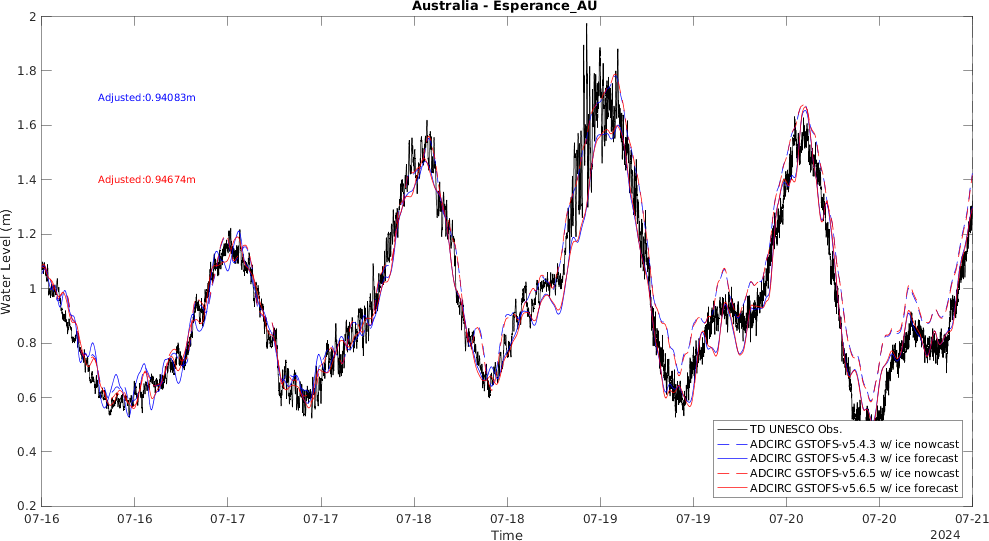 Australia - Esperance_AU
2
1.8
1.6
1.4
1.2
1
0.8
0.6
0.4
0.2
Water Level (m)
Adjusted:0.94083m
Adjusted:0.94674m
TD UNESCO Obs.
ADCIRC GSTOFS-v5.4.3 w/ ice nowcast
ADCIRC GSTOFS-v5.4.3 w/ ice forecast
ADCIRC GSTOFS-v5.6.5 w/ ice nowcast
ADCIRC GSTOFS-v5.6.5 w/ ice forecast
07-16 07-16 07-17 07-17 07-18 07-18 07-19 07-19 07-20 07-20 07-21
Time
2024